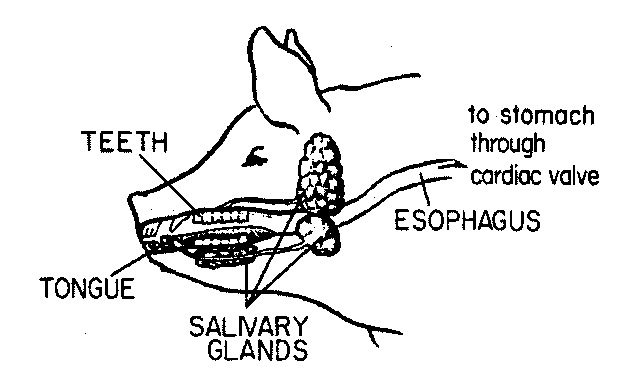 TEETH
to stomach
through
cardiac valve
ESOPHAGUS
TONGUE
SALIVARY
GLANDS